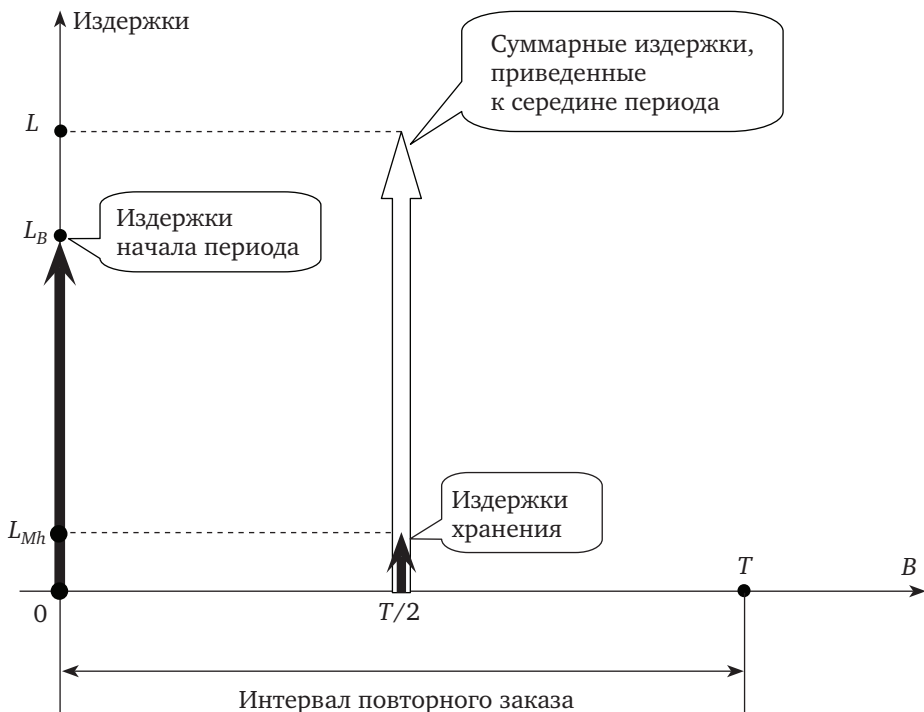 Издержки
Суммарные издержки,
приведенные
к середине периода
L
L_B
Издержки
начала периода
Издержки
хранения
L_Mh
T
B
0
T/2
Интервал повторного заказа